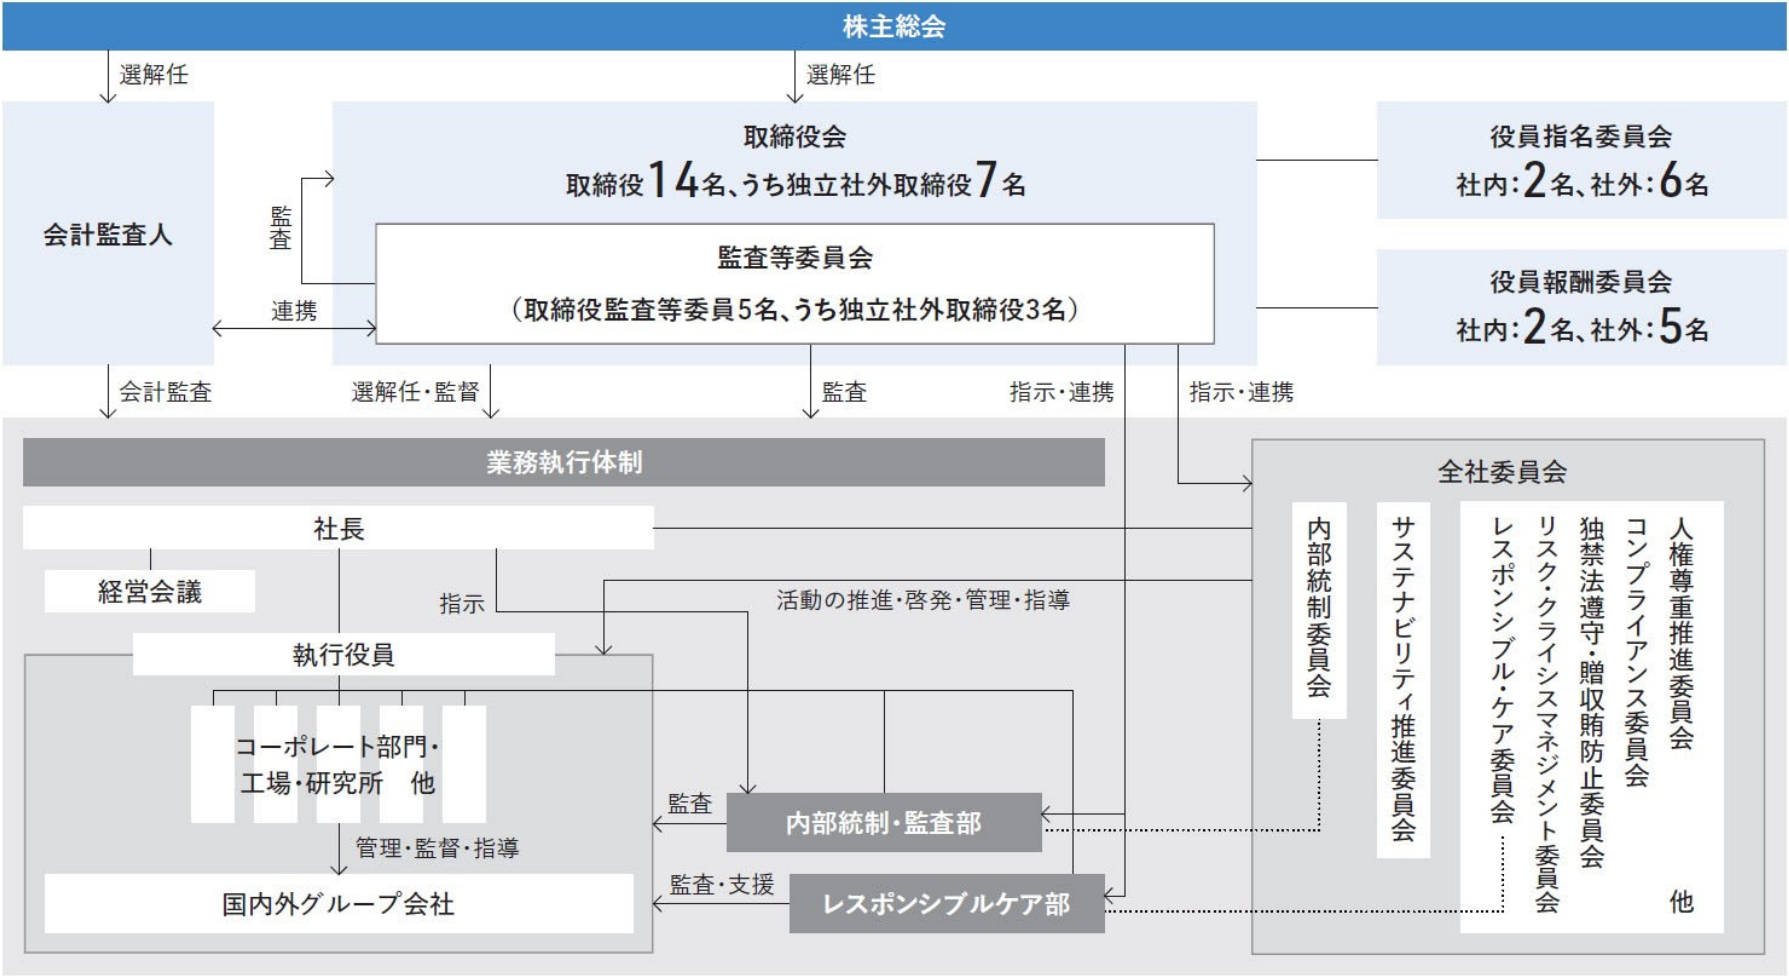 株主総会
選解任
選解任
取締役会
取締役14名、うち独立社外取締役7名
役員指名委員会
社内：2名、社外：6名
監査
会計監査人
監査等委員会
（取締役監査等委員5名、うち独立社外取締役3名）
役員報酬委員会
社内：2名、社外：5名
連携
会計監査
選解任・監督
監査
指示・連携
指示・連携
業務執行体制
全社委員会
社長
経営会議
指示
活動の推進・啓発・管理・指導
執行役員
コーポレート部門・
工場・研究所　他
管理・監督・指導
国内外グループ会社
監査
内部統制・監査部
監査・支援
レスポンシブルケア部
内部統制委員会
サステナビリティ推進委員会
人権尊重推進委員会　他
コンプライアンス委員会
独禁法遵守・贈収賄防止委員会
リスク・クライシスマネジメント委員会
レスポンシブル・ケア委員会